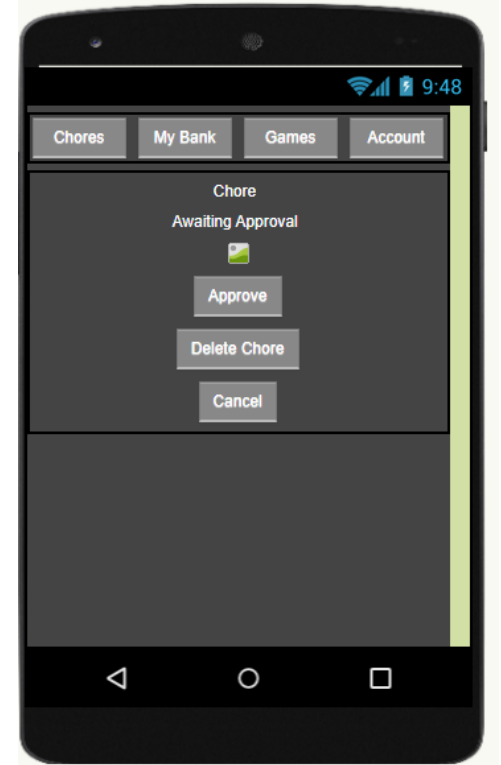 9:48
Chores My Bank Games Account
Chore
Awaiting Approval
Approve
Delete Chore
Cancel